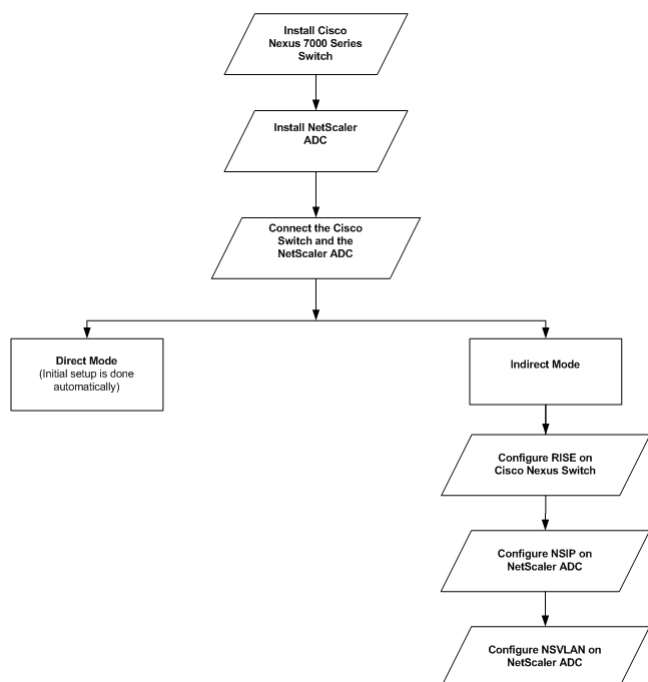 Install Cisco
Nexus 7000 Series
Switch
Install NetScaler
ADC
Connect the Cisco
Switch and the
NetScaler ADC
Direct Mode
(Initial setup is done
automatically)
Indirect Mode
Configure RISE on
Cisco Nexus Switch
Configure NSIP on
NetScaler ADC
Configure NSVLAN on
NetScaler ADC